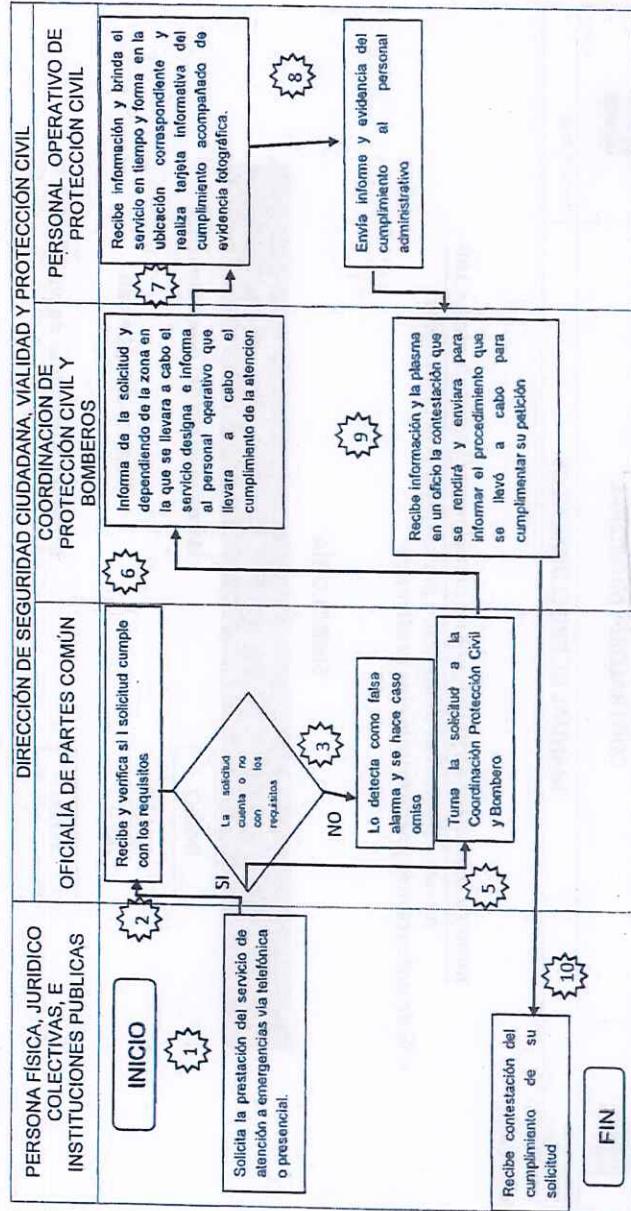 DIRECCIÓN DE SEGURIDAD CIUDADANA, VIALIDAD Y PROTECCIÓN CIVIL
PERSONA FÍSICA, JURIDICO
COLECTIVAS, E
INSTITUCIONES PUBLICAS
OFICIALÍA DE PARTES COMÚN
COORDINACION DE
PROTECCIÓN CIVIL Y
BOMBEROS
PERSONAL OPERATIVO DE
PROTECCIÓN CIVIL
INICIO
1
Solicita la prestación del servicio de
atención a emergencias vía telefónica
o presencial.
2
Recibe y verifica si l solicitud cumple
con los requisitos
La solicitud
cuenta o no
con los
requisitos
SI
NO
3
Lo detecta como falsa
alarma y se hace caso
omiso
5
Turna la solicitud a la
Coordinación Protección Civil
y Bombero
6
Informa de la solicitud y
dependiendo de la zona en
la que se llevara a cabo el
servicio designa e informa
al personal operativo que
llevara a cabo el
cumplimiento de la atencion
7
Recibe información y brinda el
servicio en tiempo y forma en la
ubicación correspondiente y
realiza tarjeta informativa del
cumplimiento acompañado de
evidencia fotográfica.
8
Envía informe y evidencia del
cumplimiento al personal
administrativo
9
Recibe información y la plasma
en un oficio la contestación que
se rendirá y enviara para
informar el procedimiento que
se llevó a cabo para
cumplimentar su petición
10
Recibe contestación del
cumplimiento de su
solicitud
FIN